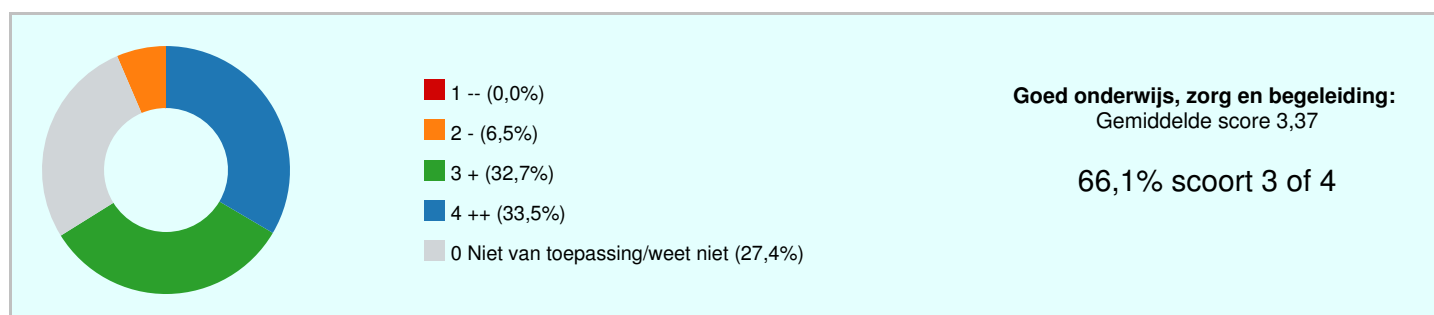 1 -- (0,0%)
2 - (6,5%)
3 + (32,7%)
4 ++ (33,5%)
0 Niet van toepassing/weet niet (27,4%)
Goed onderwijs, zorg en begeleiding:
Gemiddelde score 3,37
66,1% scoort 3 of 4